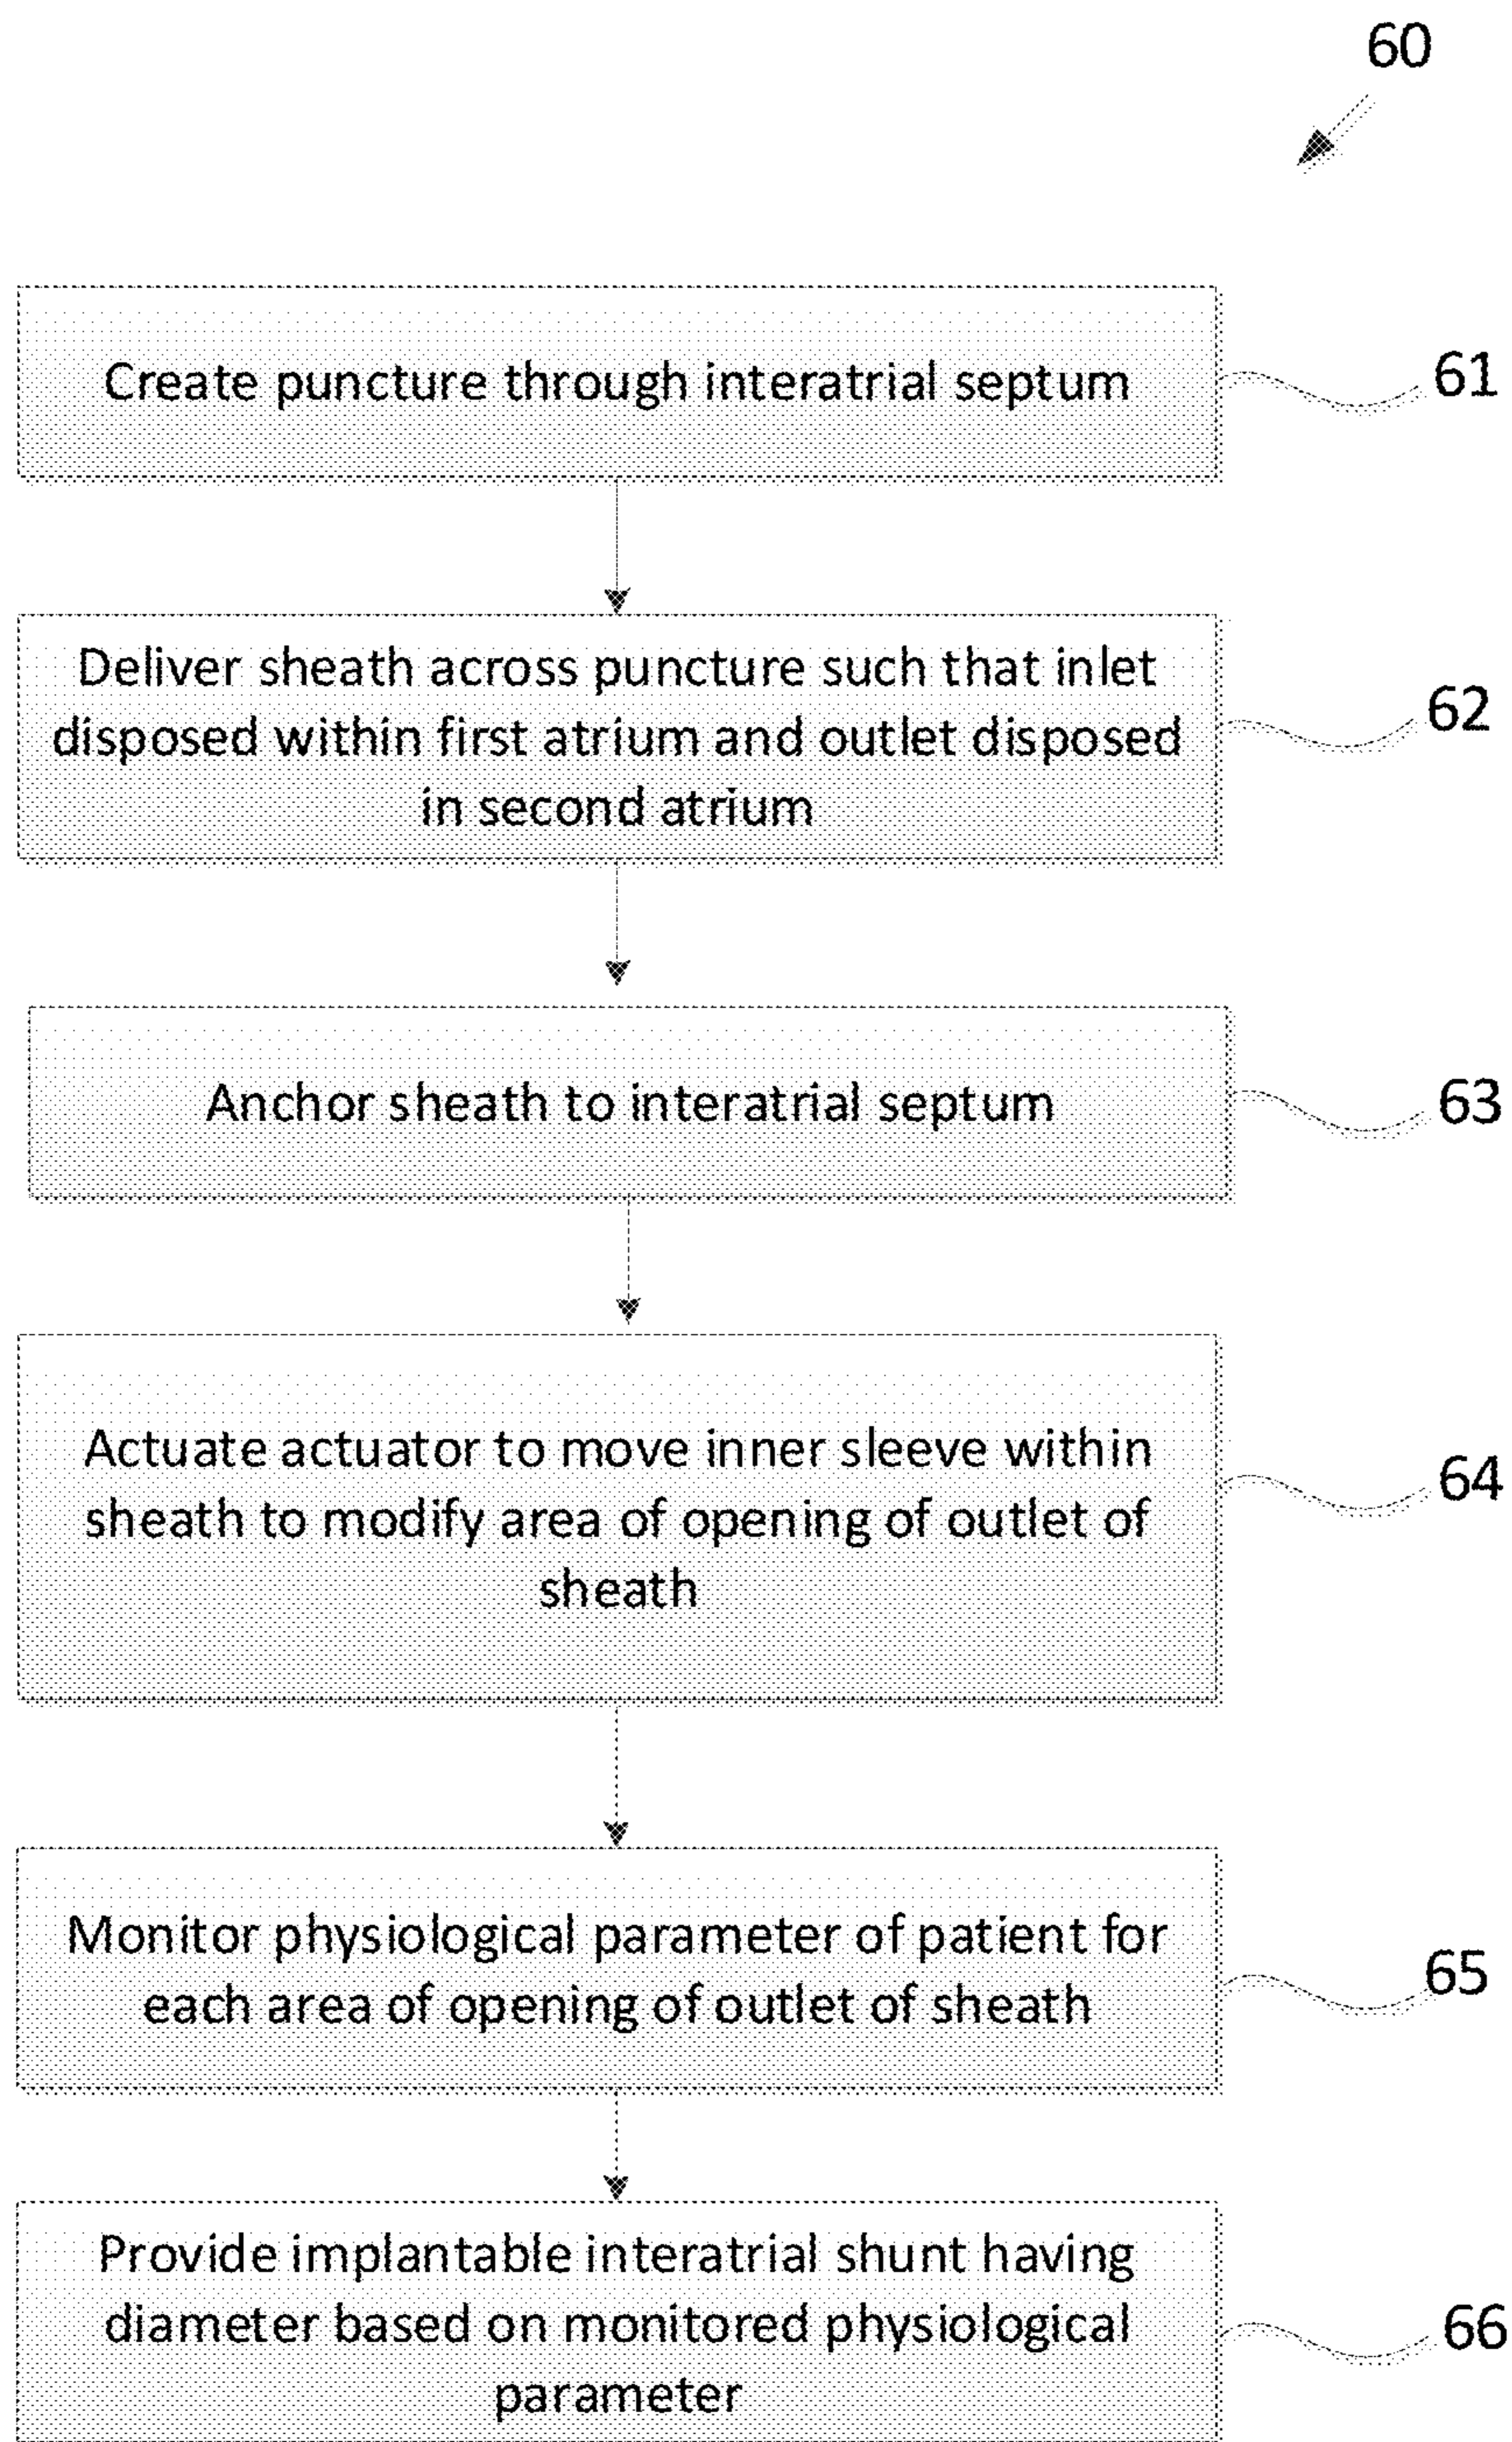 60
Create puncture through interatrial septum
61
Deliver sheath across puncture such that inlet
disposed within first atrium and outlet disposed
in second atrium
62
Anchor sheath to interatrial septum
63
Actuate actuator to move inner sleeve within
sheath to modify area of opening of outlet of
sheath
64
Monitor physiological parameter of patient for
each area of opening of outlet of sheath
65
Provide implantable interatrial shunt having
diameter based on monitored physiological
parameter
66